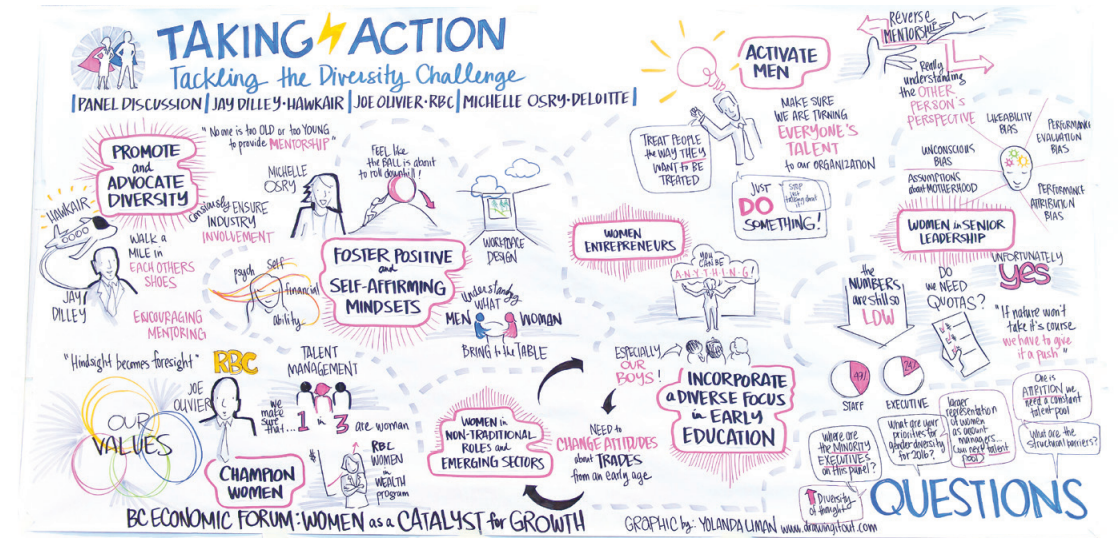 TAKING ACTION
Tackling the Diversity Challenge
PANEL DISCUSSION JAY DILLEY · HAWKAIR JOE OLIVIER · RBC MICHELLE OSRY · DELOITTE
PROMOTE
and
ADVOCATE
DIVERSITY
"No one is too OLD or too YOUNG
to provide MENTORSHIP"
MICHELLE
OSRY
ENSURE
INDUSTRY
INVOLVEMENT
HAWKAIR
WALK A
MILE in
EACH OTHERS
SHOES
JAY
DILLEY
ENCOURAGING
MENTORING
FEEL like
the BALL is about
to roll downhill!
WORKPLACE
DESIGN
FOSTER POSITIVE
and
SELF-AFFIRMING
MINDSETS
psych
self
financial
ability
understanding
WHAT
MEN
WOMAN
BRING to the TABLE
"Hindsight becomes foresight"
RBC
JOE
OLIVIER
OUR
VALUES
TALENT
MANAGEMENT
we
make
sure
that...
1 in 3 are woman
CHAMPION
WOMEN
$
RBC
WOMEN
in
WEALTH
program
WOMEN in
NON-TRADITIONAL
ROLES and
EMERGING SECTORS
NEED to
CHANGE ATTITUDES
about TRADES
from an early age
ESPECIALLY
OUR
BOYS!
INCORPORATE
a DIVERSE FOCUS
in EARLY
EDUCATION
YOU
CAN BE
ANYTHING!
WOMEN
ENTREPRENEURS
ACTIVATE
MEN
TREAT PEOPLE
the WAY THEY
WANT to BE
TREATED
MAKE SURE
WE ARE TURNING
EVERYONE'S
TALENT
to our ORGANIZATION
JUST
DO
SOMETHING!
STOP
just
talking about
it!
Reverse
MENTORSHIP
Really
understanding
the OTHER
PERSON'S
PERSPECTIVE
LIKEABILITY
BIAS
PERFORMANCE
EVALUATION
BIAS
UNCONSCIOUS
BIAS
ASSUMPTIONS
about MOTHERHOOD
PERFORMANCE
ATTRIBUTION
BIAS
WOMEN in SENIOR
LEADERSHIP
the
NUMBERS
are still so
LOW
DO
WE NEED
QUOTAS?
UNFORTUNATELY
YES
"If nature won't
take it's course
we have to give
it a push"
STAFF
EXECUTIVE
where are
the MINORITY
EXECUTIVES
on this panel?
What are your
priorities for
gender diversity
for 2016?
larger
representation
of women
as account
managers...
can next talent
pool?
One is
ATTRITION we
need a constant
talent pool
what are the
structural barriers?
Diversity
of thought
QUESTIONS
BC ECONOMIC FORUM: WOMEN as a CATALYST for GROWTH
GRAPHIC by: YOLANDA LIMAN www.drawingitout.com